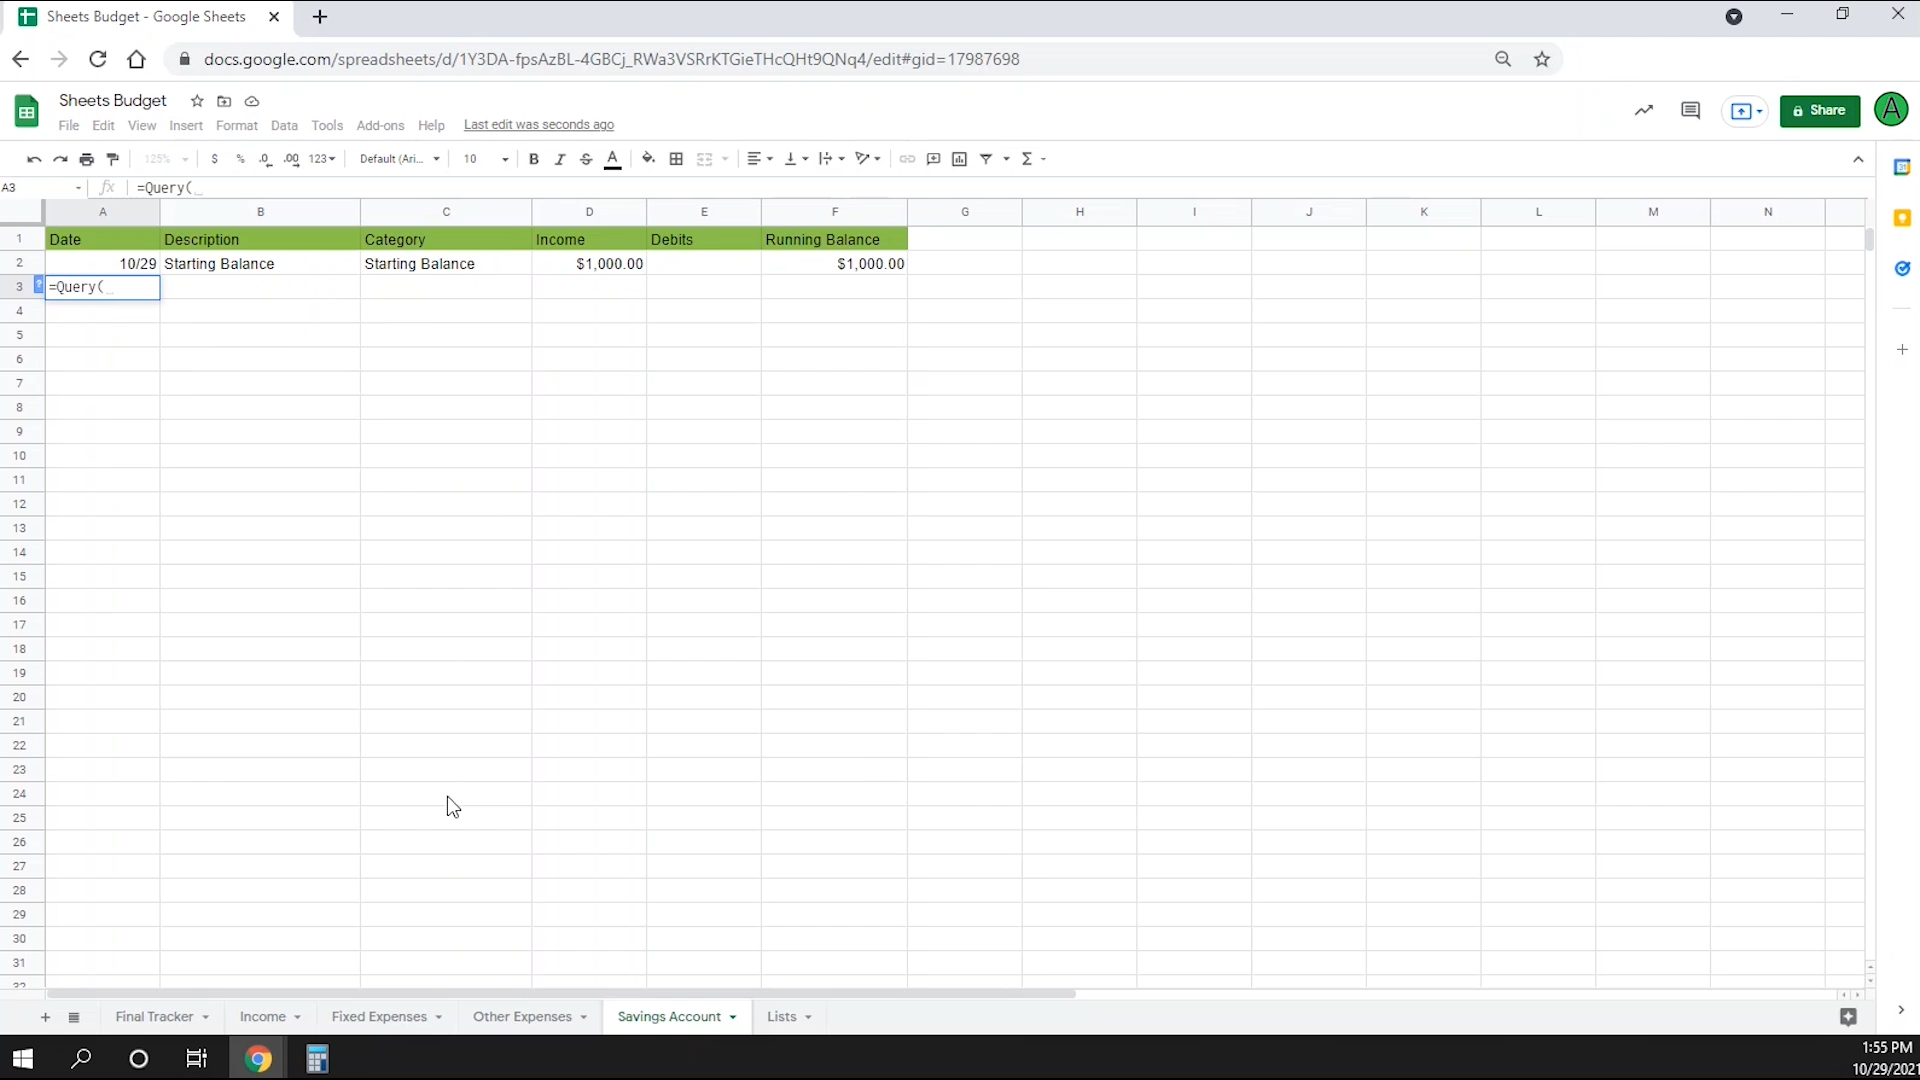 Sheets Budget - Google Sheets
docs.google.com/spreadsheets/d/1Y3DA-fpsAzBL-4GBCj_RWa3VSRrKTGieTHcQHt9QNq4/edit#gid=17987698
Sheets Budget
Share
A
File Edit View Insert Format Data Tools Add-ons Help Last edit was seconds ago
125% $ % .0 .00 123 Default (Ari... 10 B I S A
A3 fx =Query(
A B C D E F G H I J K L M N
1 Date Description Category Income Debits Running Balance
2 10/29 Starting Balance Starting Balance $1,000.00 $1,000.00
3 ? =Query(
4
5
6
7
8
9
10
11
12
13
14
15
16
17
18
19
20
21
22
23
24
25
26
27
28
29
30
31
32
Final Tracker Income Fixed Expenses Other Expenses Savings Account Lists
1:55 PM
10/29/2021